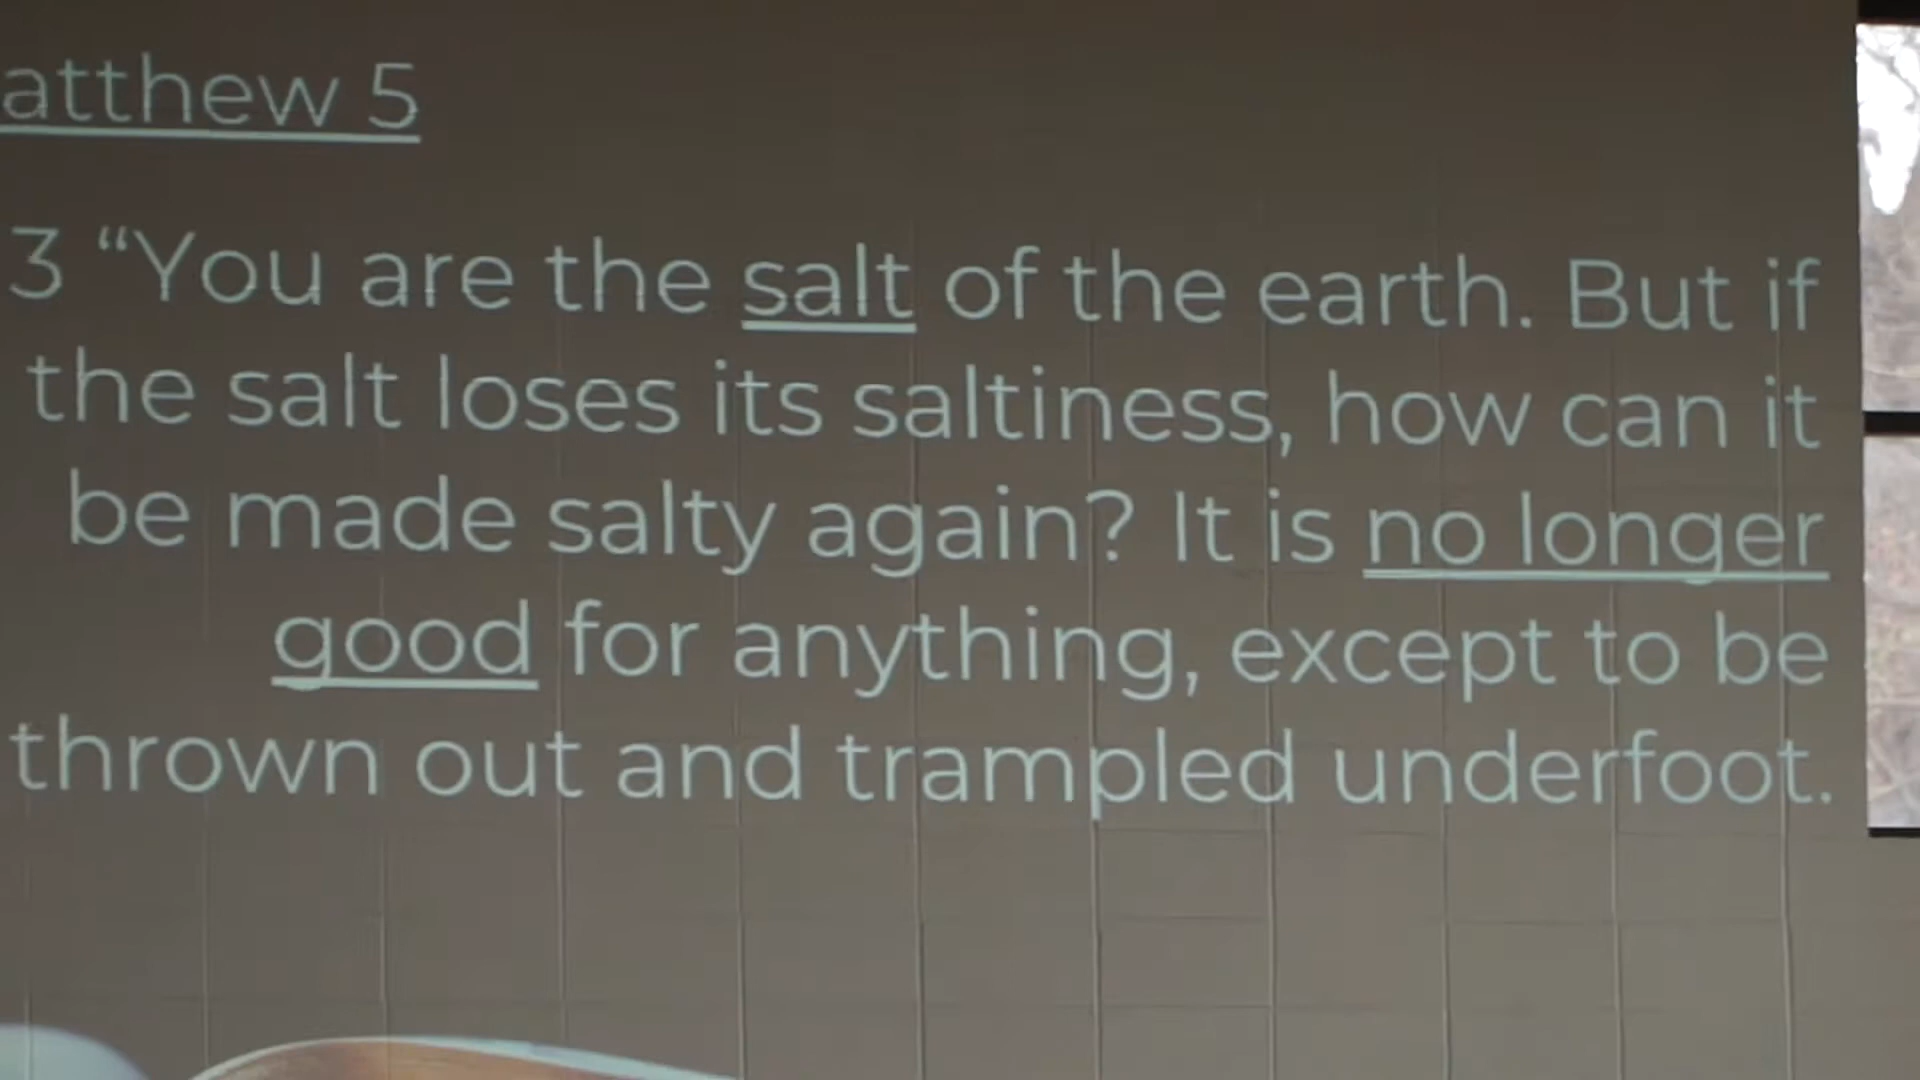 atthew 5
3 “You are the salt of the earth. But if
the salt loses its saltiness, how can it
be made salty again? It is no longer
good for anything, except to be
thrown out and trampled underfoot.